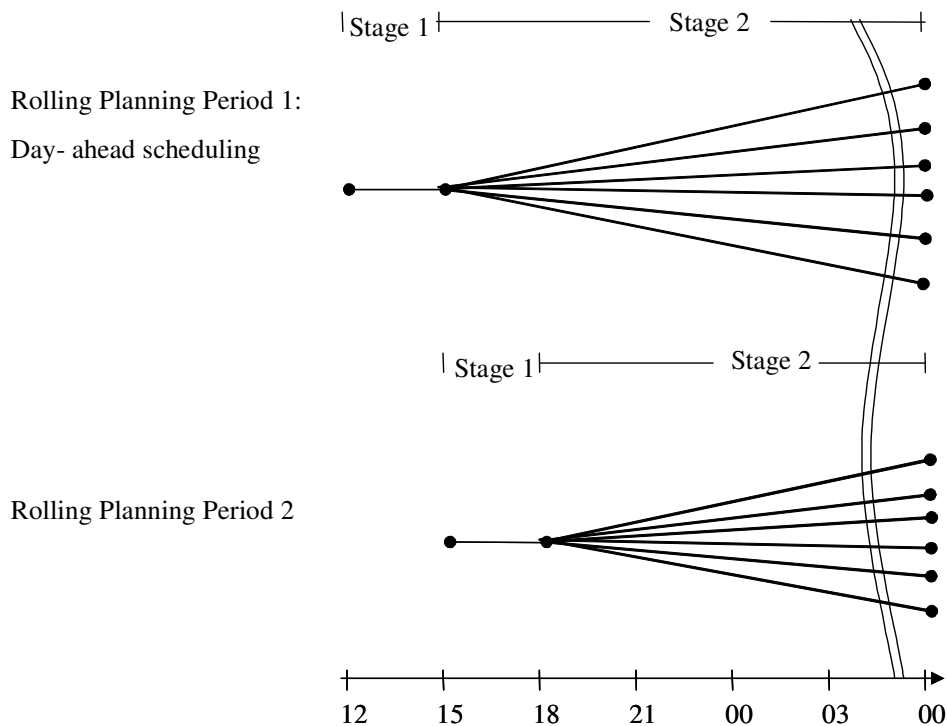 Stage 1
Stage 2
Rolling Planning Period 1:
Day- ahead scheduling
Stage 1
Stage 2
Rolling Planning Period 2
12 15 18 21 00 03 00